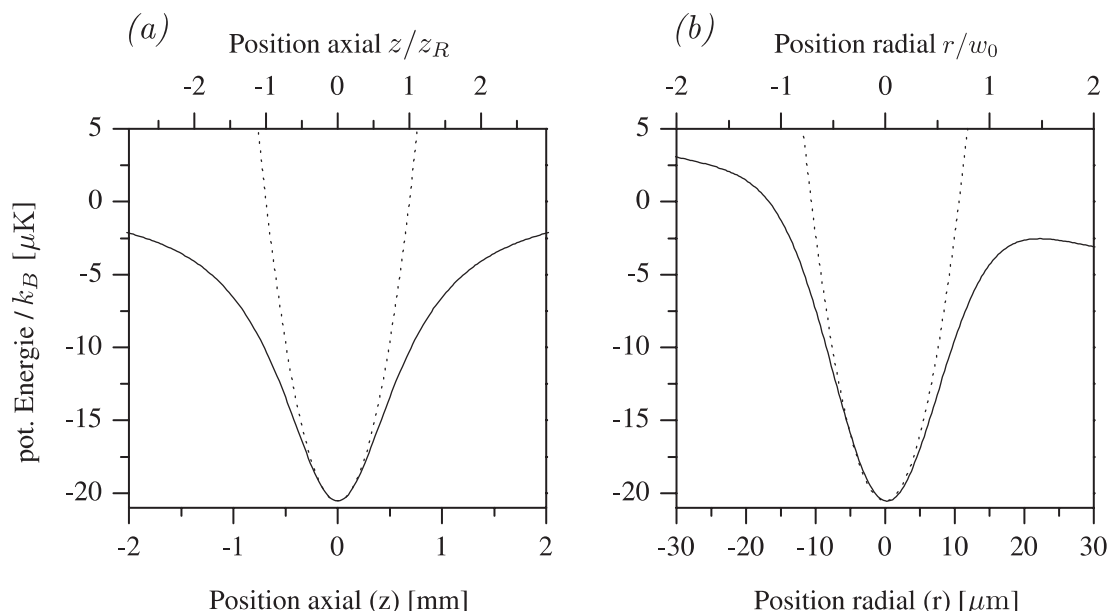 (a)
Position axial z/z_R
-2 -1 0 1 2
5
0
-5
-10
-15
-20
pot. Energie / k_B [μK]
-2 -1 0 1 2
Position axial (z) [mm]
(b)
Position radial r/w_0
-2 -1 0 1 2
5
0
-5
-10
-15
-20
-30 -20 -10 0 10 20 30
Position radial (r) [μm]